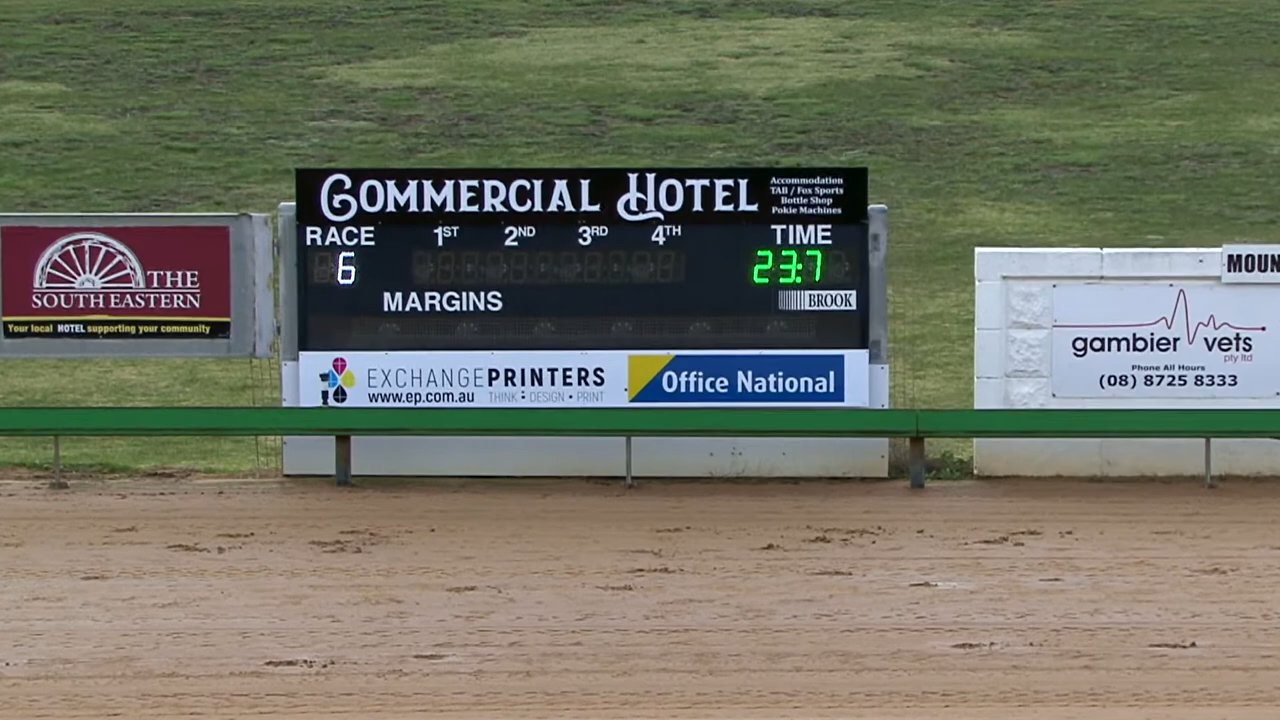 COMMERCIAL HOTEL
Accommodation
TAB / Fox Sports
Bottle Shop
Pokie Machines
RACE 1ST 2ND 3RD 4TH TIME
6 23:7
MARGINS
BROOK
EXCHANGEPRINTERS
www.ep.com.au THINK : DESIGN • PRINT
Office National
THE
SOUTH EASTERN
Your local HOTEL supporting your community
MOUN
gambier vets
pty ltd
Phone All Hours
(08) 8725 8333